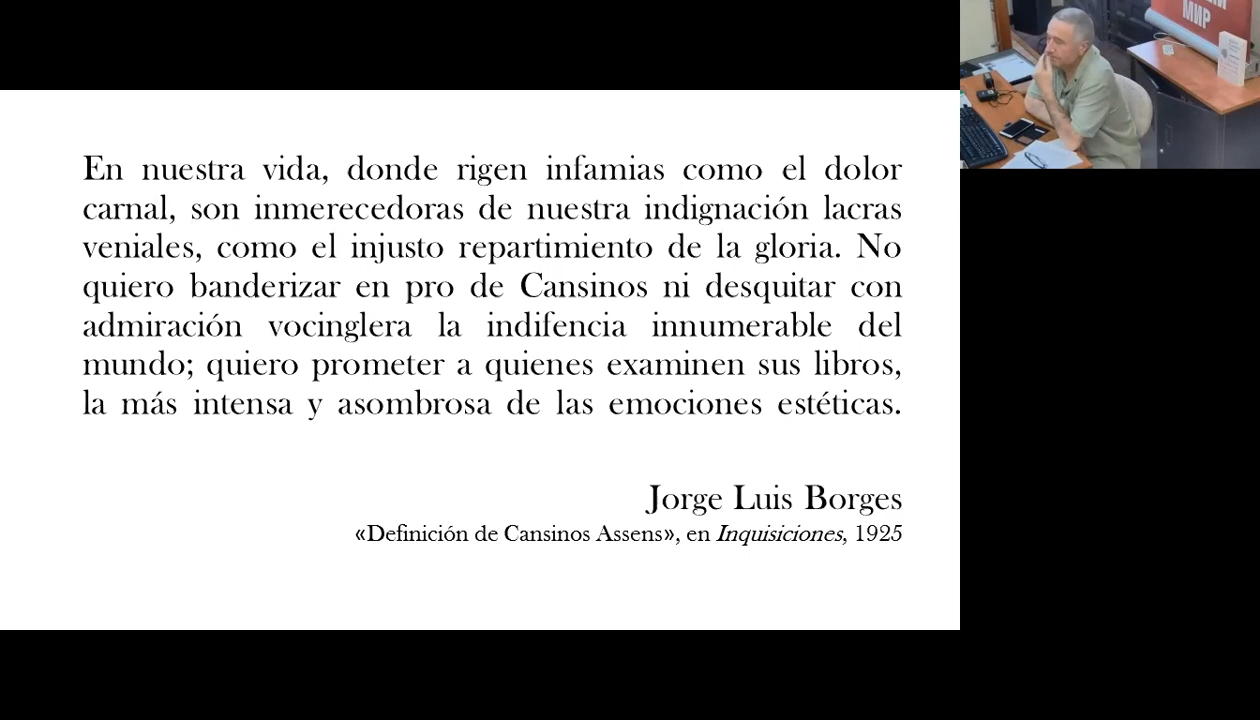 En nuestra vida, donde rigen infamias como el dolor
carnal, son inmerecedoras de nuestra indignación lacras
veniales, como el injusto repartimiento de la gloria. No
quiero banderizar en pro de Cansinos ni desquitar con
admiración vocinglera la indifencia innumerable del
mundo; quiero prometer a quienes examinen sus libros,
la más intensa y asombrosa de las emociones estéticas.
Jorge Luis Borges
«Definición de Cansinos Assens», en Inquisiciones, 1925
МИР